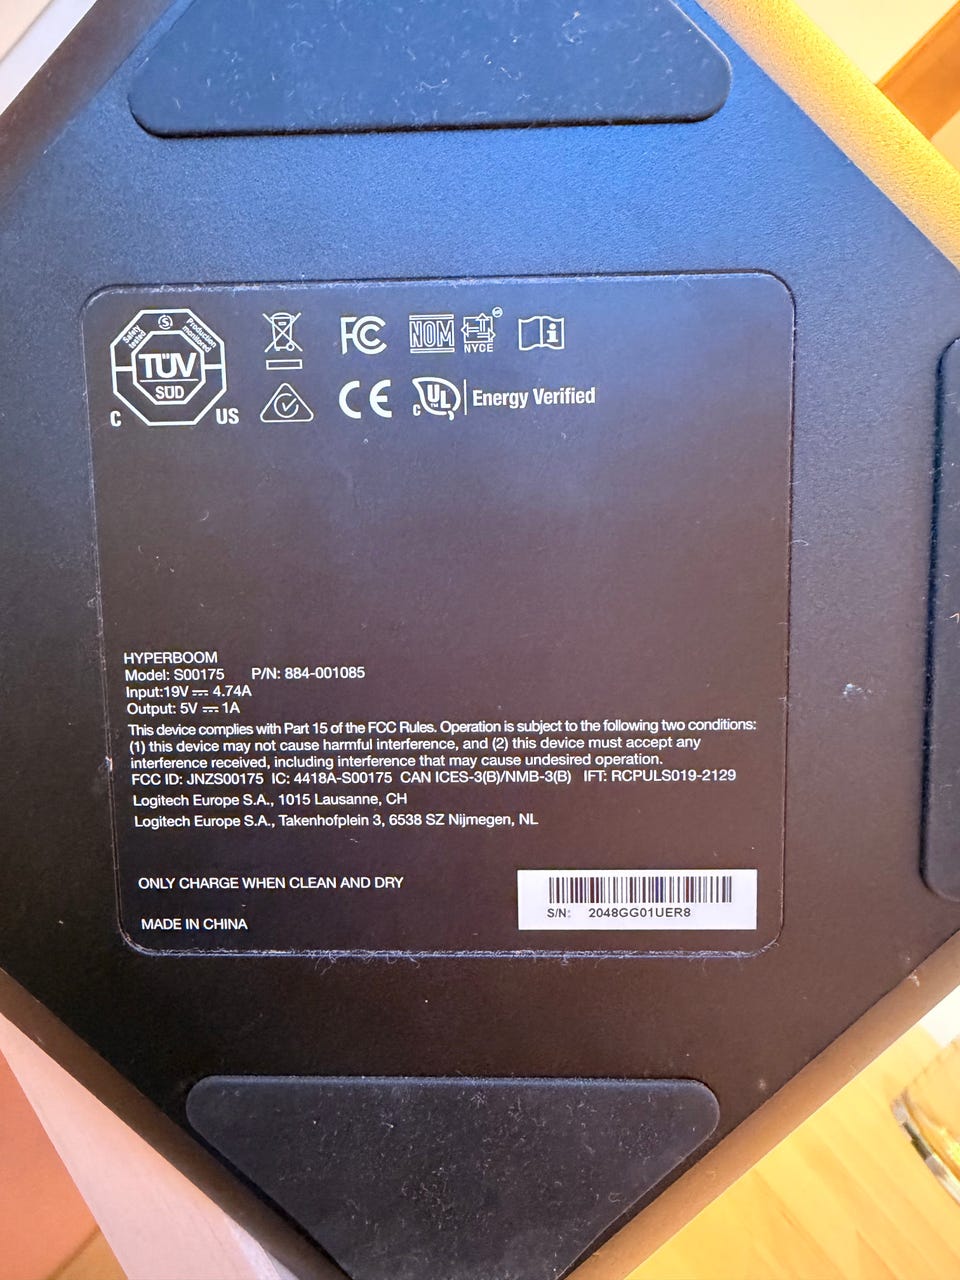 Safety tested
S
Production monitored
TÜV
SÜD
C US
FC
NOM
NYCE
i
CE
C UL Energy Verified
HYPERBOOM
Model: S00175 P/N: 884-001085
Input:19V ⎓ 4.74A
Output: 5V ⎓ 1A
This device complies with Part 15 of the FCC Rules. Operation is subject to the following two conditions:
(1) this device may not cause harmful interference, and (2) this device must accept any
interference received, including interference that may cause undesired operation.
FCC ID: JNZS00175 IC: 4418A-S00175 CAN ICES-3(B)/NMB-3(B) IFT: RCPULS019-2129
Logitech Europe S.A., 1015 Lausanne, CH
Logitech Europe S.A., Takenhofplein 3, 6538 SZ Nijmegen, NL
ONLY CHARGE WHEN CLEAN AND DRY
MADE IN CHINA
S/N: 2048GG01UER8